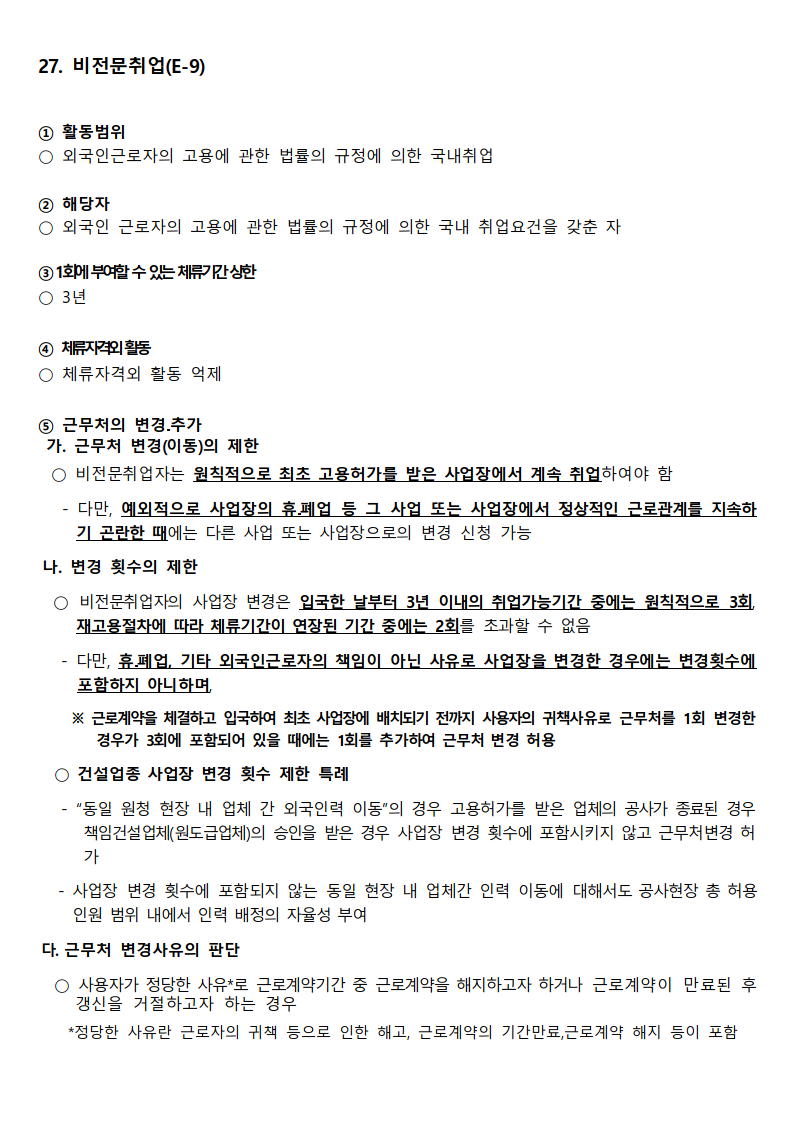 27. 비전문취업(E-9)
① 활동범위
○ 외국인근로자의 고용에 관한 법률의 규정에 의한 국내취업
② 해당자
○ 외국인 근로자의 고용에 관한 법률의 규정에 의한 국내 취업요건을 갖춘 자
③ 1회에 부여할 수 있는 체류기간 상한
○ 3년
④ 체류자격외 활동
○ 체류자격외 활동 억제
⑤ 근무처의 변경․추가
가. 근무처 변경(이동)의 제한
○ 비전문취업자는 원칙적으로 최초 고용허가를 받은 사업장에서 계속 취업하여야 함
- 다만, 예외적으로 사업장의 휴․폐업 등 그 사업 또는 사업장에서 정상적인 근로관계를 지속하
기 곤란한 때에는 다른 사업 또는 사업장으로의 변경 신청 가능
나. 변경 횟수의 제한
○ 비전문취업자의 사업장 변경은 입국한 날부터 3년 이내의 취업가능기간 중에는 원칙적으로 3회,
재고용절차에 따라 체류기간이 연장된 기간 중에는 2회를 초과할 수 없음
- 다만, 휴․폐업, 기타 외국인근로자의 책임이 아닌 사유로 사업장을 변경한 경우에는 변경횟수에
포함하지 아니하며,
※ 근로계약을 체결하고 입국하여 최초 사업장에 배치되기 전까지 사용자의 귀책사유로 근무처를 1회 변경한
경우가 3회에 포함되어 있을 때에는 1회를 추가하여 근무처 변경 허용
○ 건설업종 사업장 변경 횟수 제한 특례
- “동일 원청 현장 내 업체 간 외국인력 이동”의 경우 고용허가를 받은 업체의 공사가 종료된 경우
책임건설업체(원도급업체)의 승인을 받은 경우 사업장 변경 횟수에 포함시키지 않고 근무처변경 허
가
- 사업장 변경 횟수에 포함되지 않는 동일 현장 내 업체간 인력 이동에 대해서도 공사현장 총 허용
인원 범위 내에서 인력 배정의 자율성 부여
다. 근무처 변경사유의 판단
○ 사용자가 정당한 사유*로 근로계약기간 중 근로계약을 해지하고자 하거나 근로계약이 만료된 후
갱신을 거절하고자 하는 경우
*정당한 사유란 근로자의 귀책 등으로 인한 해고, 근로계약의 기간만료,근로계약 해지 등이 포함